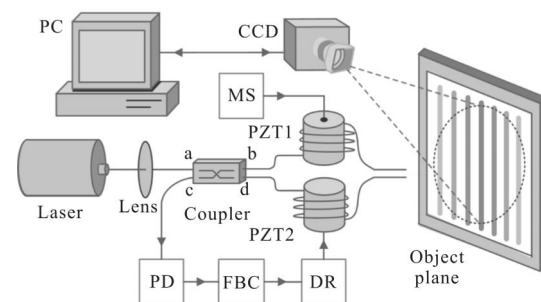 PC
CCD
MS
PZT1
a
b
c
d
Laser
Lens
Coupler
PZT2
PD
FBC
DR
Object
plane